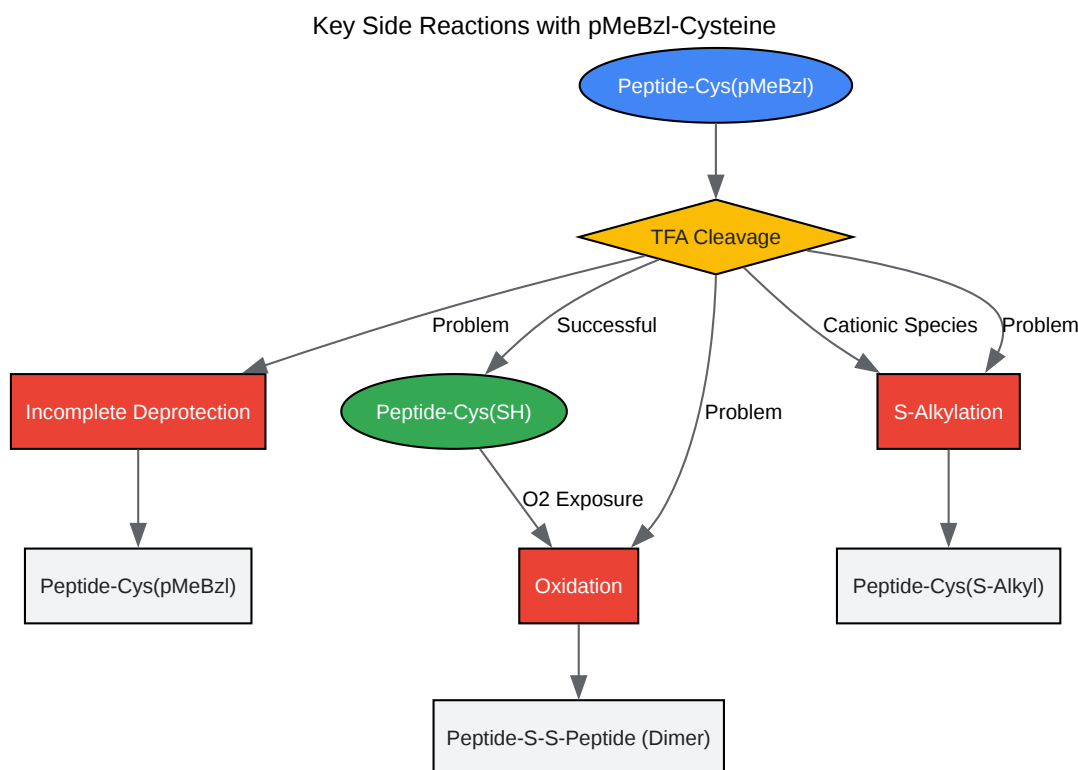 Key Side Reactions with pMeBzl-Cysteine
Peptide-Cys(pMeBzl)
TFA Cleavage
Problem
Successful
Cationic Species
Problem
Incomplete Deprotection
Peptide-Cys(SH)
Problem
S-Alkylation
O2 Exposure
Peptide-Cys(pMeBzl)
Oxidation
Peptide-Cys(S-Alkyl)
Peptide-S-S-Peptide (Dimer)